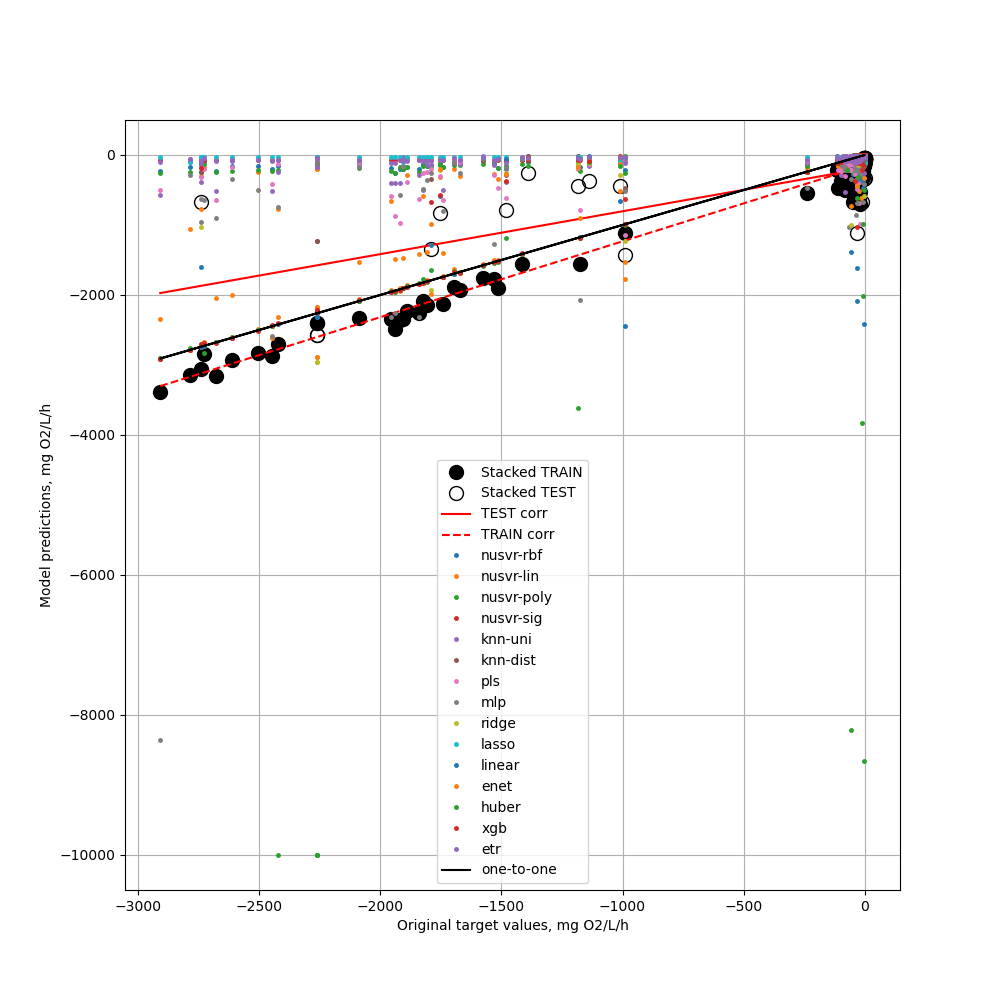 0
−2000
−4000
−6000
−8000
−10000
Model predictions, mg O2/L/h
−3000
−2500
−2000
−1500
−1000
−500
0
Original target values, mg O2/L/h
Stacked TRAIN
Stacked TEST
TEST corr
TRAIN corr
nusvr-rbf
nusvr-lin
nusvr-poly
nusvr-sig
knn-uni
knn-dist
pls
mlp
ridge
lasso
linear
enet
huber
xgb
etr
one-to-one